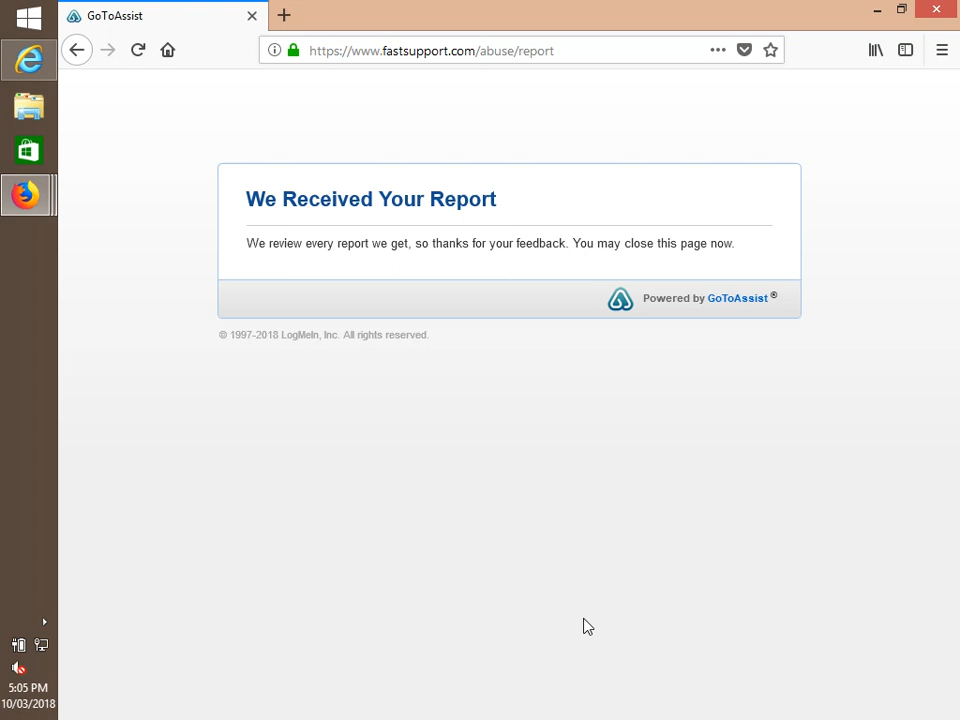 GoToAssist
https://www.fastsupport.com/abuse/report
We Received Your Report
We review every report we get, so thanks for your feedback. You may close this page now.
Powered by GoToAssist ®
© 1997-2018 LogMeIn, Inc. All rights reserved.
5:05 PM
10/03/2018